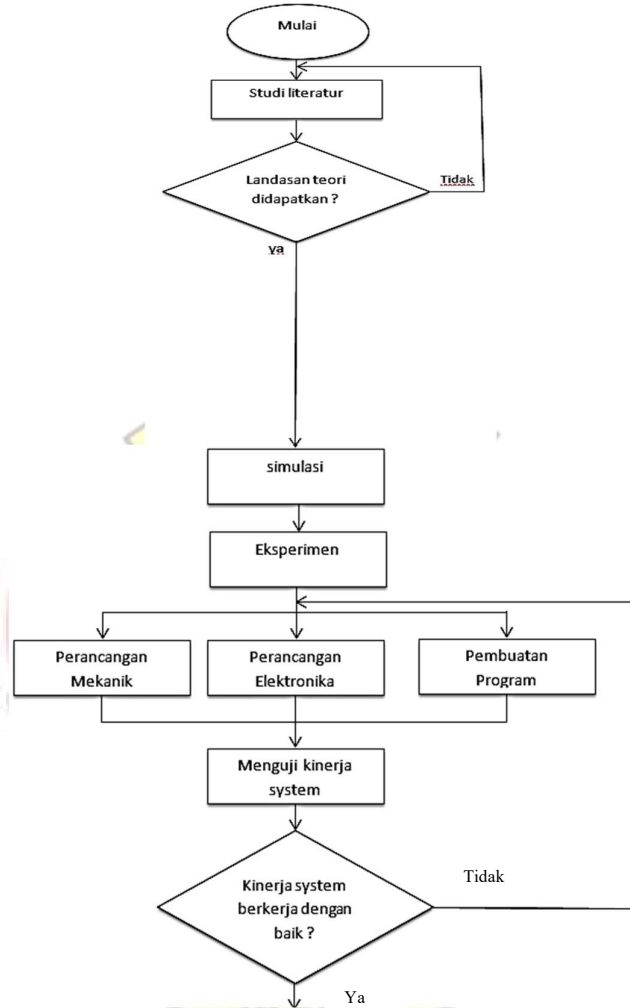 Mulai
Studi literatur
Landasan teori
didapatkan ?
Tidak
ya
simulasi
Eksperimen
Perancangan
Mekanik
Perancangan
Elektronika
Pembuatan
Program
Menguji kinerja
system
Kinerja system
berkerja dengan
baik ?
Tidak
Ya